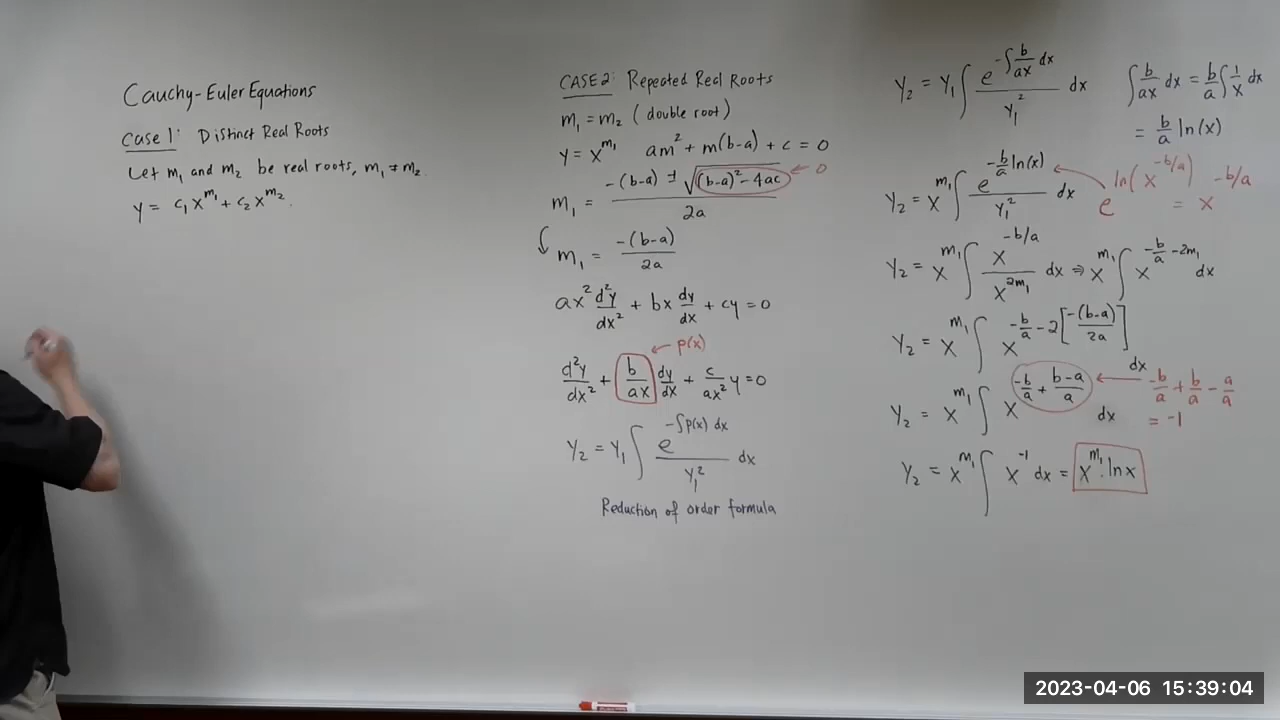 Cauchy-Euler Equations
Case 1: Distinct Real Roots
Let m₁ and m₂ be real roots, m₁ ≠ m₂.
y = c₁x^m₁ + c₂x^m₂.
CASE 2: Repeated Real Roots
m₁ = m₂ (double root)
y = x^m₁ am² + m(b-a) + c = 0
m₁ = (-(b-a) ± √((b-a)² - 4ac))/2a ← 0
m₁ = -(b-a)/2a
ax² d²y/dx² + bx dy/dx + cy = 0
← p(x)
d²y/dx² + b/ax dy/dx + c/ax² y = 0
Y₂ = Y₁ ∫ e^(-∫p(x) dx)/Y₁² dx
Reduction of order formula
Y₂ = Y₁ ∫ e^(-∫ b/ax dx)/Y₁² dx
∫ b/ax dx = b/a ∫ 1/x dx
= b/a ln(x)
Y₂ = x^m₁ ∫ e^(-b/a ln(x))/Y₁² dx
e^ln(x^(-b/a)) = x^(-b/a)
Y₂ = x^m₁ ∫ x^(-b/a)/x^(2m₁) dx ⇒ x^m₁ ∫ x^(-b/a - 2m₁) dx
Y₂ = x^m₁ ∫ x^(-b/a - 2[-(b-a)/2a]) dx
Y₂ = x^m₁ ∫ x^(-b/a + (b-a)/a) dx
← -b/a + b/a - a/a
= -1
Y₂ = x^m₁ ∫ x^-1 dx = x^m₁ · ln x
2023-04-06 15:39:04